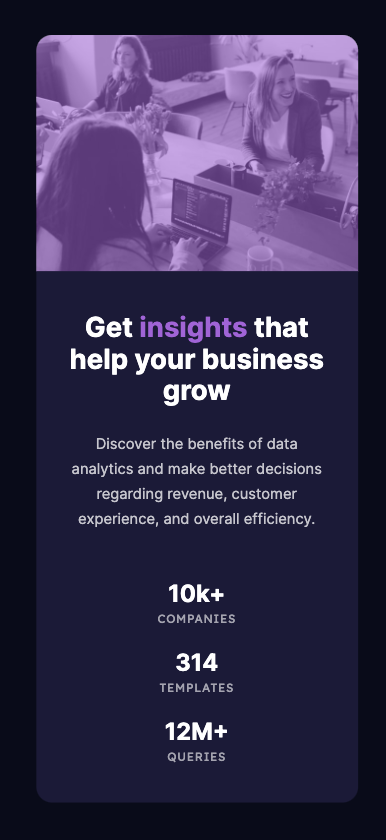 Get insights that
help your business
grow
Discover the benefits of data
analytics and make better decisions
regarding revenue, customer
experience, and overall efficiency.
10k+
COMPANIES
314
TEMPLATES
12M+
QUERIES